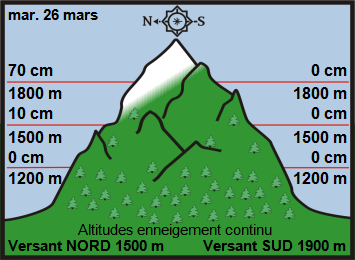 mar. 26 mars
N S
70 cm 0 cm
1800 m 1800 m
10 cm 0 cm
1500 m 1500 m
0 cm 0 cm
1200 m 1200 m
Altitudes enneigement continu
Versant NORD 1500 m Versant SUD 1900 m